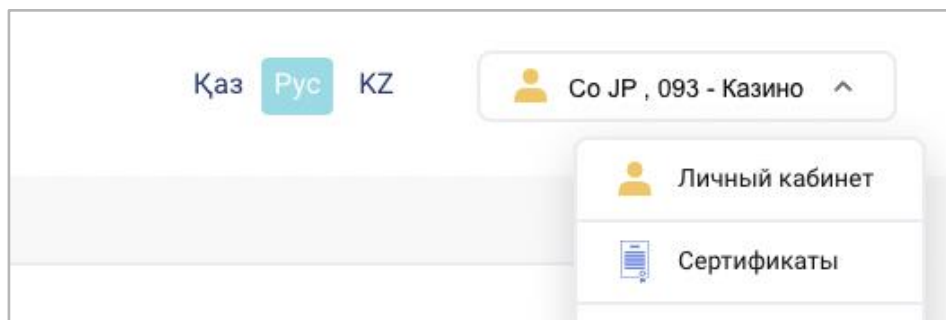 Қаз Рус KZ
Co JP , 093 - Казино
Личный кабинет
Сертификаты